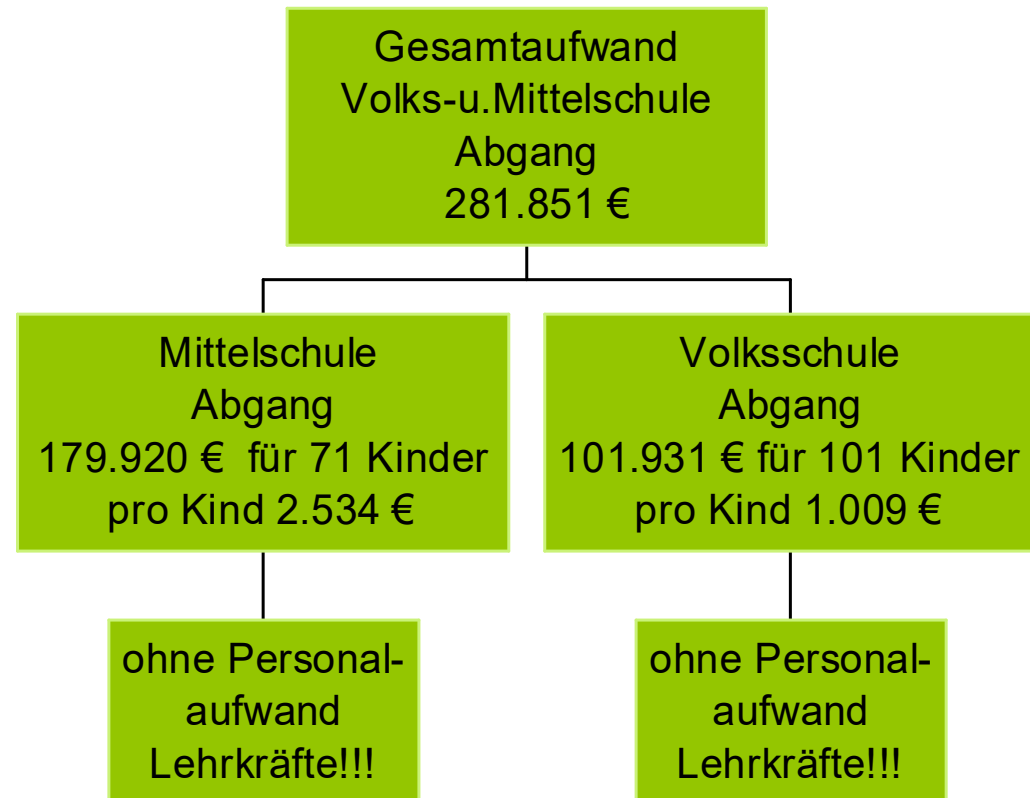 Gesamtaufwand
Volks-u.Mittelschule
Abgang
281.851 €
Mittelschule
Abgang
179.920 € für 71 Kinder
pro Kind 2.534 €
Volksschule
Abgang
101.931 € für 101 Kinder
pro Kind 1.009 €
ohne Personal-
aufwand
Lehrkräfte!!!
ohne Personal-
aufwand
Lehrkräfte!!!